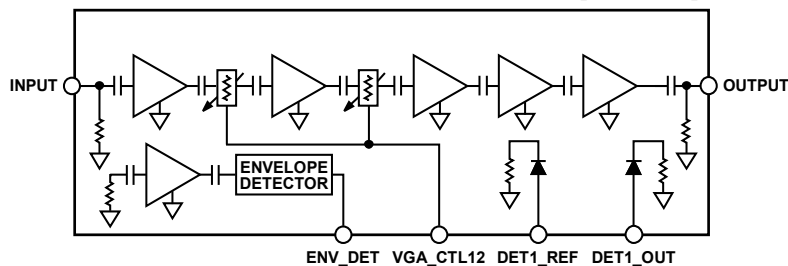 INPUT
OUTPUT
ENVELOPE
DETECTOR
ENV_DET
VGA_CTL12
DET1_REF
DET1_OUT